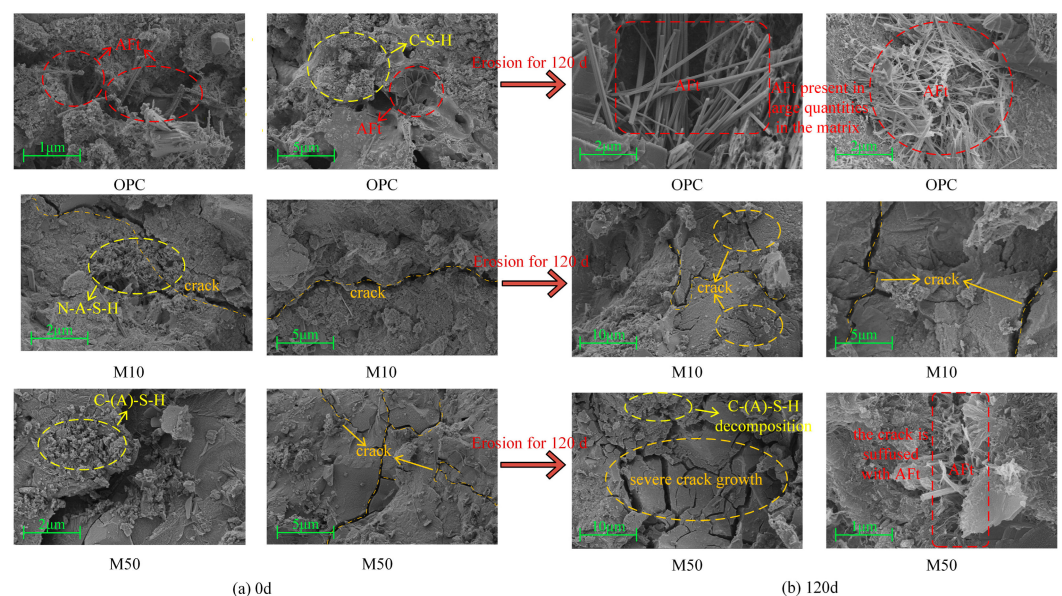 AFt
1μm
OPC
C-S-H
AFt
5μm
OPC
Erosion for 120 d
AFt
2μm
OPC
AFt present in
large quantities
in the matrix
AFt
2μm
OPC
N-A-S-H
crack
2μm
M10
crack
5μm
M10
Erosion for 120 d
crack
10μm
M10
crack
5μm
M10
C-(A)-S-H
2μm
M50
crack
5μm
M50
Erosion for 120 d
C-(A)-S-H
decomposition
severe crack growth
10μm
M50
the crack is
suffused
with AFt
AFt
1μm
M50
(a) 0d
(b) 120d